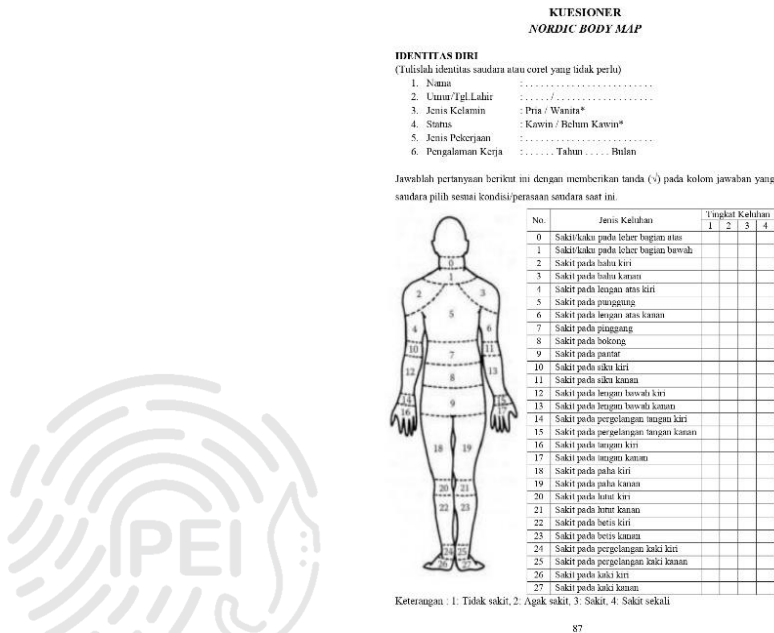 KUESIONER
NORDIC BODY MAP
IDENTITAS DIRI
(Tulislah identitas saudara atau coret yang tidak perlu)
1. Nama : . . . . . . . . . . . . . . . . . . . . . . . . .
2. Umur/Tgl.Lahir : . . . . . / . . . . . . . . . . . . . . . . . . .
3. Jenis Kelamin : Pria / Wanita*
4. Status : Kawin / Belum Kawin*
5. Jenis Pekerjaan : . . . . . . . . . . . . . . . . . . . . . . . . .
6. Pengalaman Kerja : . . . . . . Tahun . . . . . Bulan
Jawablah pertanyaan berikut ini dengan memberikan tanda (√) pada kolom jawaban yang
saudara pilih sesuai kondisi/perasaan saudara saat ini.
0
1
2 3
5
4 6
10 7 11
12 8 13
14 9 15
16 17
18 19
20 21
22 23
24 25
26 27
No. Jenis Keluhan Tingkat Keluhan
1 2 3 4
0 Sakit/kaku pada leher bagian atas
1 Sakit/kaku pada leher bagian bawah
2 Sakit pada bahu kiri
3 Sakit pada bahu kanan
4 Sakit pada lengan atas kiri
5 Sakit pada punggung
6 Sakit pada lengan atas kanan
7 Sakit pada pinggang
8 Sakit pada bokong
9 Sakit pada pantat
10 Sakit pada siku kiri
11 Sakit pada siku kanan
12 Sakit pada lengan bawah kiri
13 Sakit pada lengan bawah kanan
14 Sakit pada pergelangan tangan kiri
15 Sakit pada pergelangan tangan kanan
16 Sakit pada tangan kiri
17 Sakit pada tangan kanan
18 Sakit pada paha kiri
19 Sakit pada paha kanan
20 Sakit pada lutut kiri
21 Sakit pada lutut kanan
22 Sakit pada betis kiri
23 Sakit pada betis kanan
24 Sakit pada pergelangan kaki kiri
25 Sakit pada pergelangan kaki kanan
26 Sakit pada kaki kiri
27 Sakit pada kaki kanan
Keterangan : 1: Tidak sakit, 2: Agak sakit, 3: Sakit, 4: Sakit sekali
87
IPEI